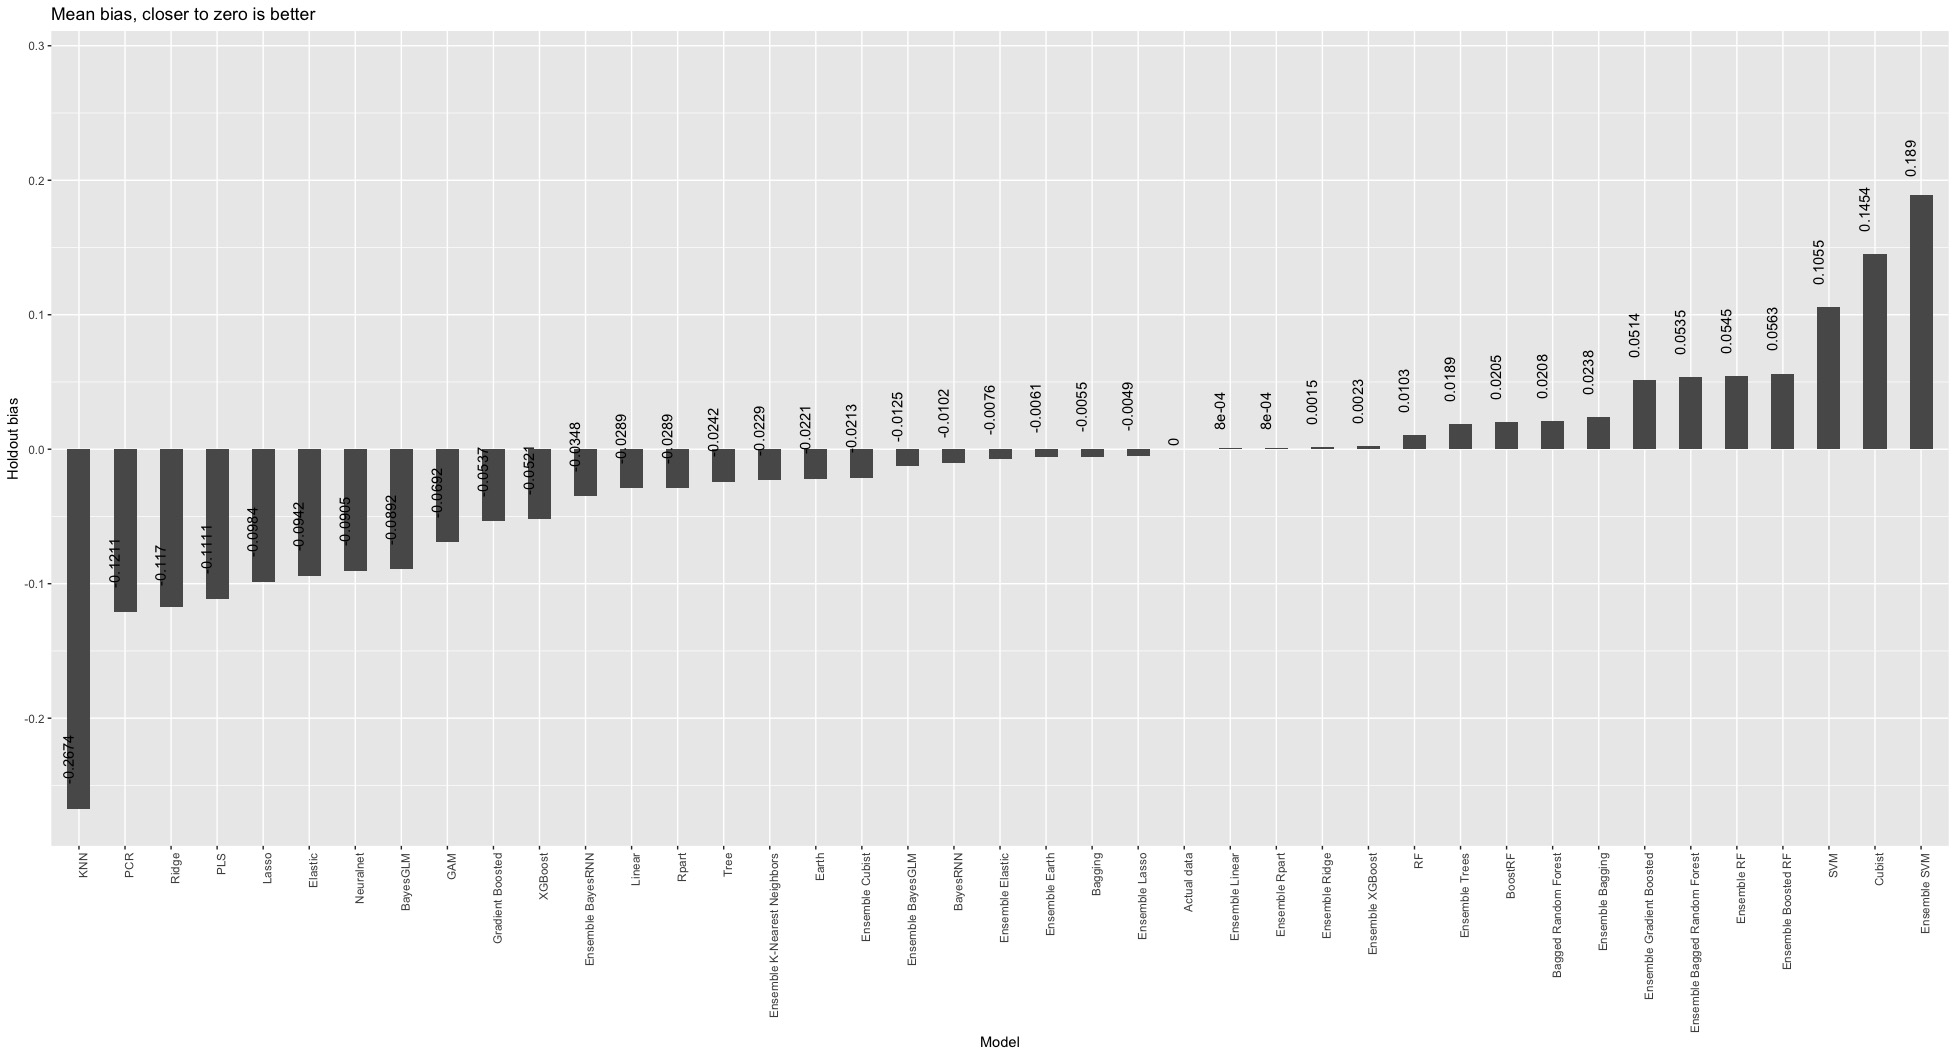 Mean bias, closer to zero is better
Holdout bias
0.3
0.2
0.1
0.0
-0.1
-0.2
-0.2674
-0.1211
-0.117
-0.1111
-0.0984
-0.0942
-0.0905
-0.0892
-0.0692
-0.0537
-0.0521
-0.0348
-0.0289
-0.0289
-0.0242
-0.0229
-0.0221
-0.0213
-0.0125
-0.0102
-0.0076
-0.0061
-0.0055
-0.0049
0
8e-04
8e-04
0.0015
0.0023
0.0103
0.0189
0.0205
0.0208
0.0238
0.0514
0.0535
0.0545
0.0563
0.1055
0.1454
0.189
KNN
PCR
Ridge
PLS
Lasso
Elastic
Neuralnet
BayesGLM
GAM
Gradient Boosted
XGBoost
Ensemble BayesRNN
Linear
Rpart
Tree
Ensemble K-Nearest Neighbors
Earth
Ensemble Cubist
Ensemble BayesGLM
BayesRNN
Ensemble Elastic
Ensemble Earth
Bagging
Ensemble Lasso
Actual data
Ensemble Linear
Ensemble Rpart
Ensemble Ridge
Ensemble XGBoost
RF
Ensemble Trees
BoostRF
Bagged Random Forest
Ensemble Bagging
Ensemble Gradient Boosted
Ensemble Bagged Random Forest
Ensemble RF
Ensemble Boosted RF
SVM
Cubist
Ensemble SVM
Model